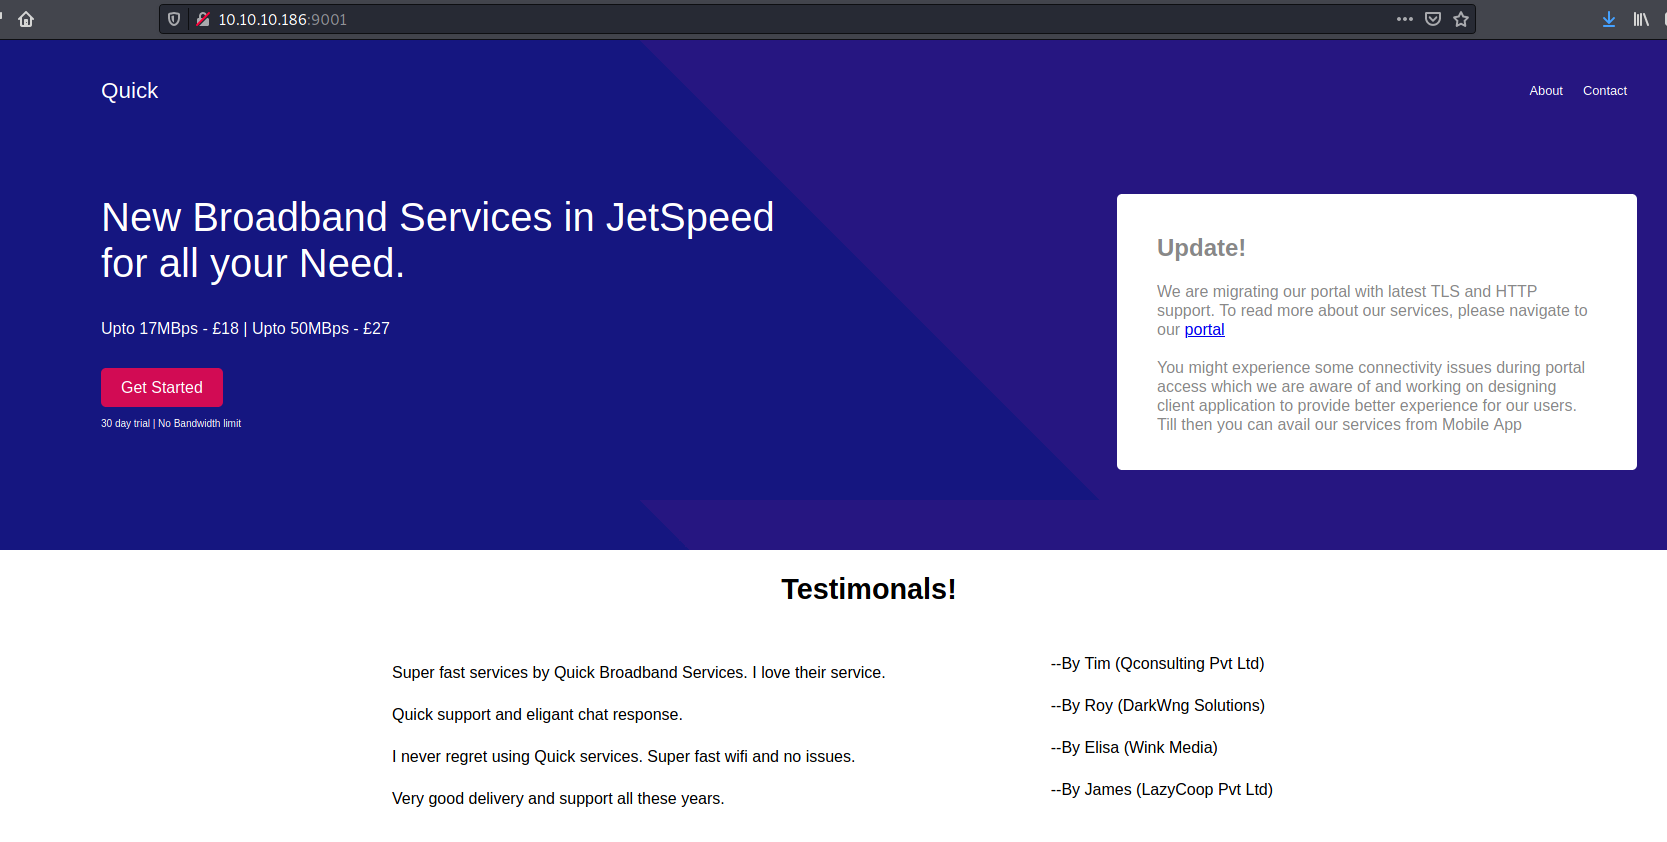 10.10.10.186:9001
Quick
About
Contact
New Broadband Services in JetSpeed
for all your Need.
Upto 17MBps - £18 | Upto 50MBps - £27
Get Started
30 day trial | No Bandwidth limit
Update!
We are migrating our portal with latest TLS and HTTP
support. To read more about our services, please navigate to
our portal
You might experience some connectivity issues during portal
access which we are aware of and working on designing
client application to provide better experience for our users.
Till then you can avail our services from Mobile App
Testimonals!
Super fast services by Quick Broadband Services. I love their service.
--By Tim (Qconsulting Pvt Ltd)
Quick support and eligant chat response.
--By Roy (DarkWng Solutions)
I never regret using Quick services. Super fast wifi and no issues.
--By Elisa (Wink Media)
Very good delivery and support all these years.
--By James (LazyCoop Pvt Ltd)